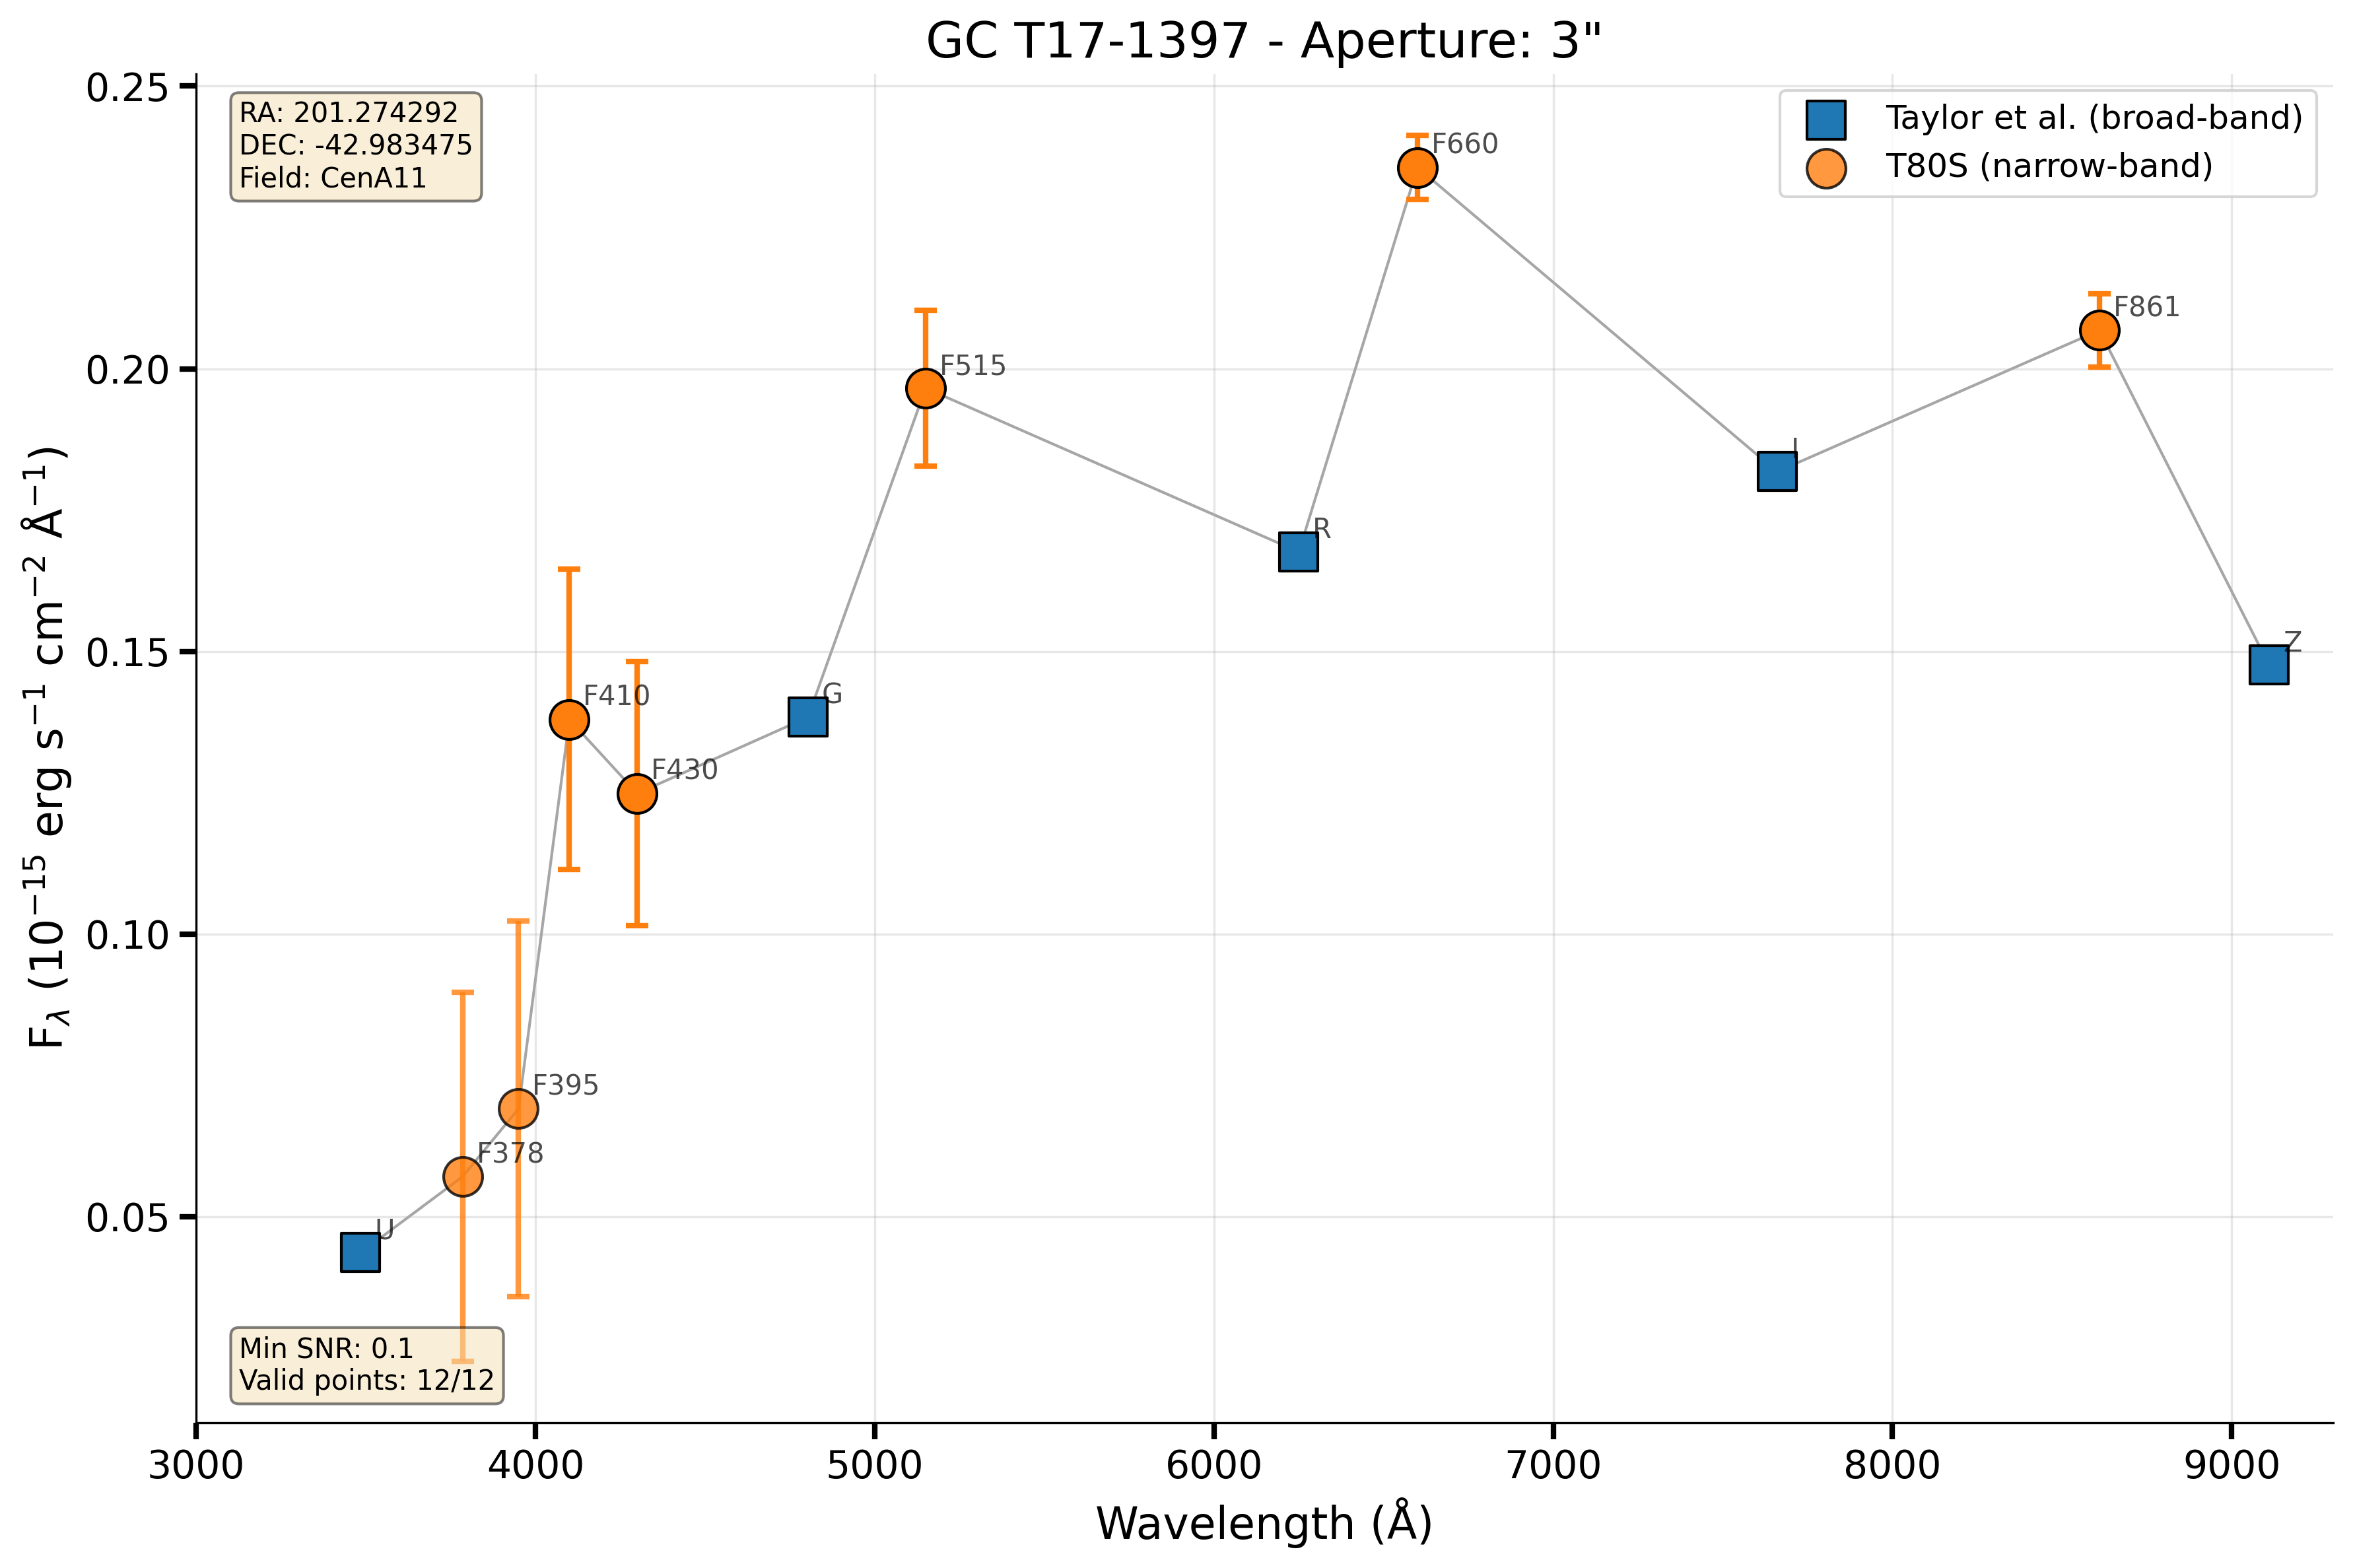 GC T17-1397 - Aperture: 3"
RA: 201.274292
DEC: -42.983475
Field: CenA11
Taylor et al. (broad-band)
T80S (narrow-band)
0.25
0.20
0.15
0.10
0.05
F660
F861
F515
I
R
Z
F410
G
F430
F395
F378
U
Min SNR: 0.1
Valid points: 12/12
3000
4000
5000
6000
7000
8000
9000
Wavelength (Å)
F_λ (10⁻¹⁵ erg s⁻¹ cm⁻² Å⁻¹)